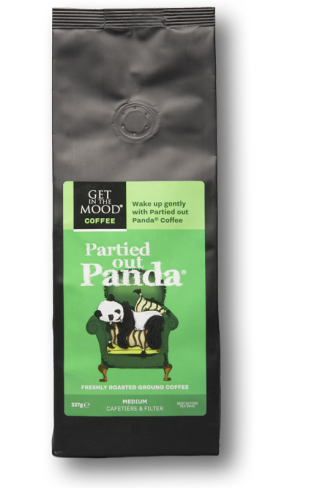 GET
IN THE
MOOD®
COFFEE
Wake up gently
with Partied out
Panda® Coffee
Partied
out
Panda®
FRESHLY ROASTED GROUND COFFEE
227g℮
MEDIUM
CAFETIERE & FILTER